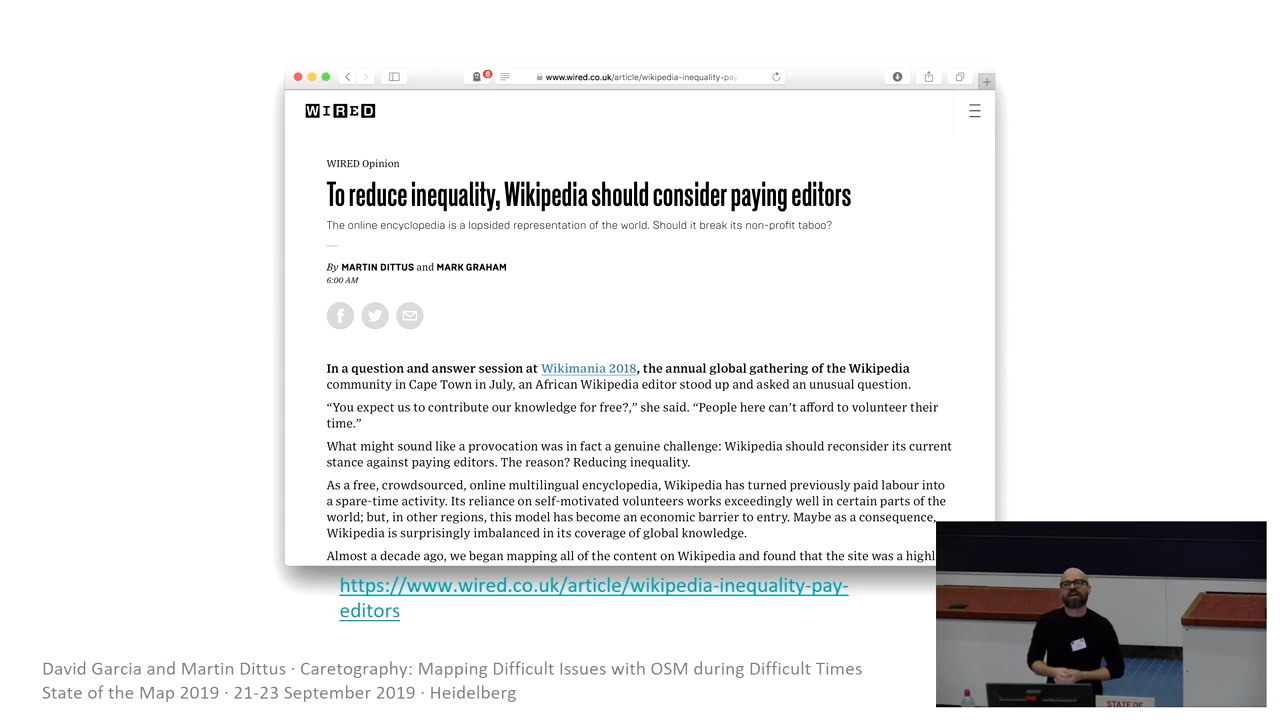 6
www.wired.co.uk/article/wikipedia-inequality-pay
WIRED
WIRED Opinion
To reduce inequality, Wikipedia should consider paying editors
The online encyclopedia is a lopsided representation of the world. Should it break its non-profit taboo?
By MARTIN DITTUS and MARK GRAHAM
6:00 AM
In a question and answer session at Wikimania 2018, the annual global gathering of the Wikipedia
community in Cape Town in July, an African Wikipedia editor stood up and asked an unusual question.
“You expect us to contribute our knowledge for free?,” she said. “People here can’t afford to volunteer their
time.”
What might sound like a provocation was in fact a genuine challenge: Wikipedia should reconsider its current
stance against paying editors. The reason? Reducing inequality.
As a free, crowdsourced, online multilingual encyclopedia, Wikipedia has turned previously paid labour into
a spare-time activity. Its reliance on self-motivated volunteers works exceedingly well in certain parts of the
world; but, in other regions, this model has become an economic barrier to entry. Maybe as a consequence,
Wikipedia is surprisingly imbalanced in its coverage of global knowledge.
Almost a decade ago, we began mapping all of the content on Wikipedia and found that the site was a highl
https://www.wired.co.uk/article/wikipedia-inequality-pay-
editors
David Garcia and Martin Dittus · Caretography: Mapping Difficult Issues with OSM during Difficult Times
State of the Map 2019 · 21-23 September 2019 · Heidelberg
STATE OF